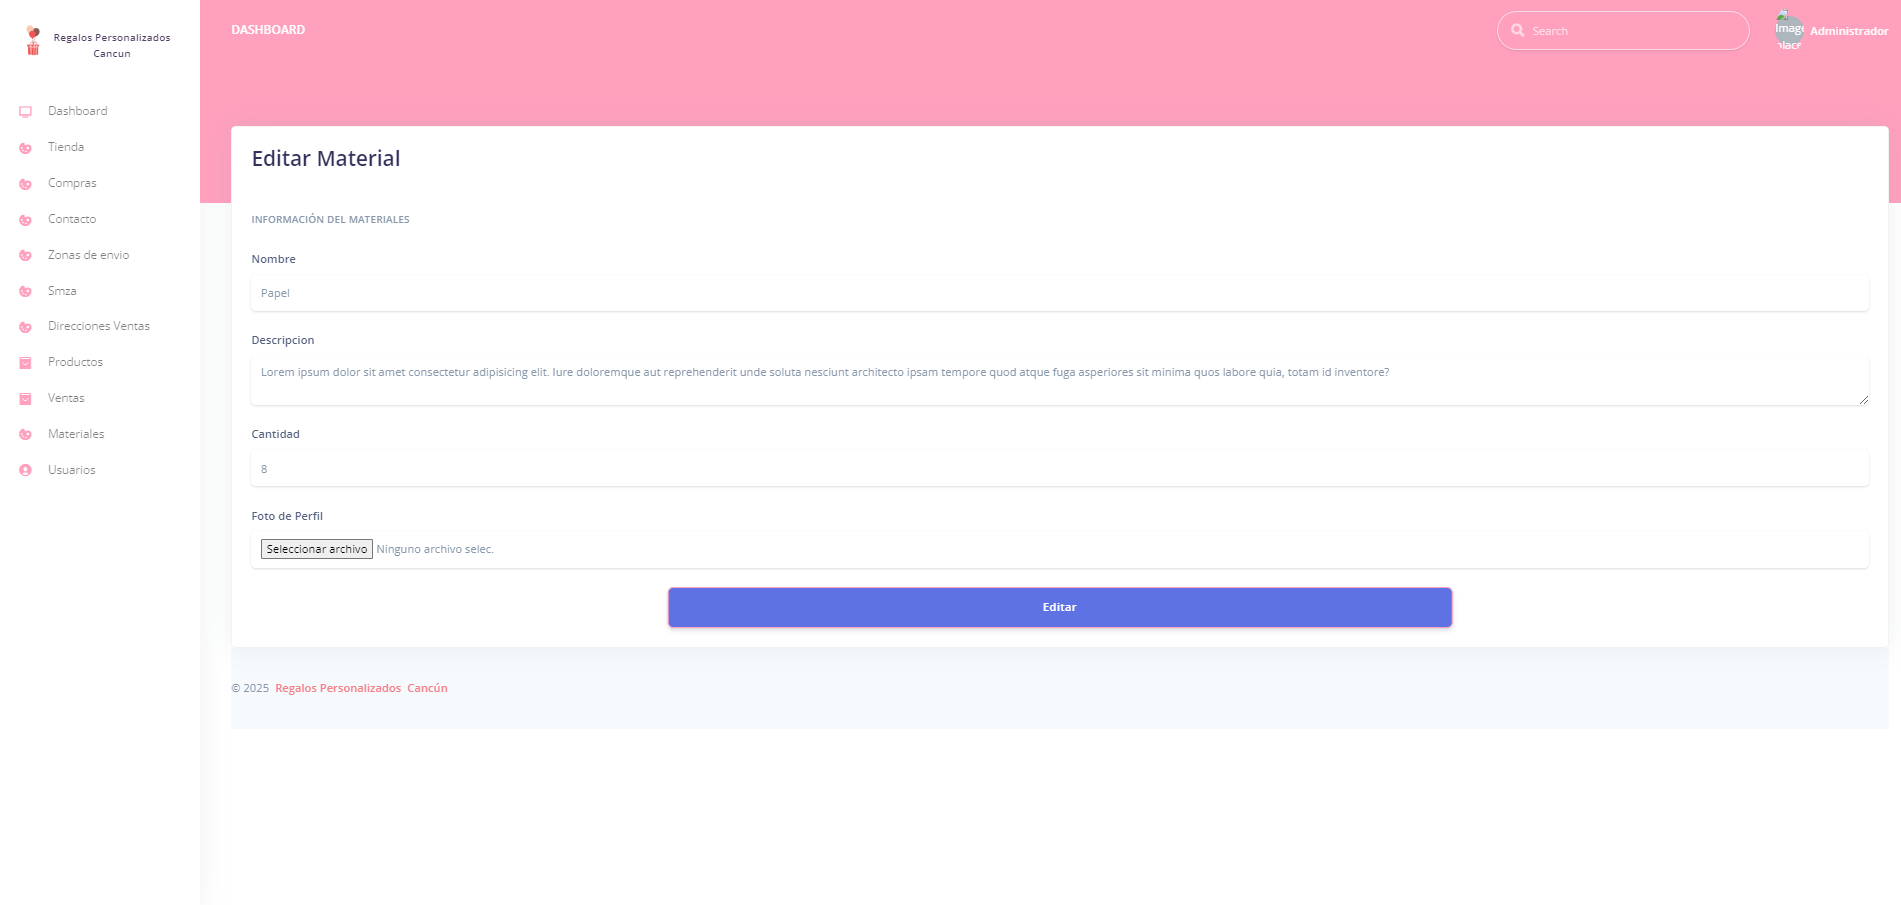 Regalos Personalizados
Cancun
Dashboard
Tienda
Compras
Contacto
Zonas de envio
Smza
Direcciones Ventas
Productos
Ventas
Materiales
Usuarios
DASHBOARD
Search
Image
Administrador
Editar Material
INFORMACIÓN DEL MATERIALES
Nombre
Papel
Descripcion
Lorem ipsum dolor sit amet consectetur adipisicing elit. Iure doloremque aut reprehenderit unde soluta nesciunt architecto ipsam tempore quod atque fuga asperiores sit minima quos labore quia, totam id inventore?
Cantidad
8
Foto de Perfil
Seleccionar archivo Ninguno archivo selec.
Editar
© 2025 Regalos Personalizados Cancún